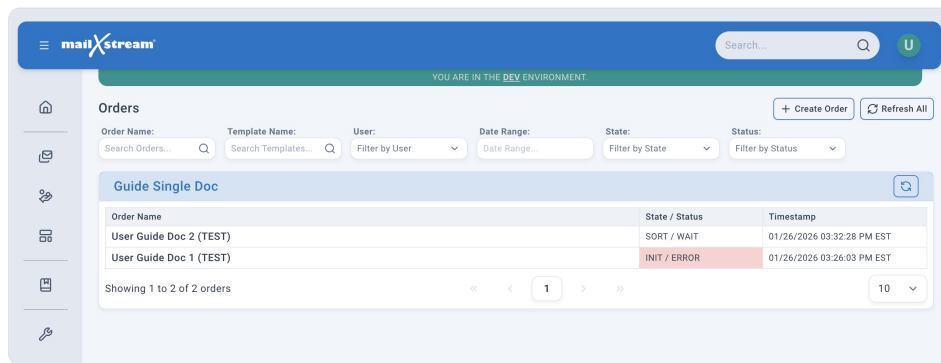 mailXstream
Search...
U
YOU ARE IN THE DEV ENVIRONMENT.
Orders
+ Create Order
Refresh All
Order Name:
Template Name:
User:
Date Range:
State:
Status:
Search Orders...
Search Templates...
Filter by User
Date Range...
Filter by State
Filter by Status
Guide Single Doc
Order Name State / Status Timestamp
User Guide Doc 2 (TEST) SORT / WAIT 01/26/2026 03:32:28 PM EST
User Guide Doc 1 (TEST) INIT / ERROR 01/26/2026 03:26:03 PM EST
Showing 1 to 2 of 2 orders
« < 1 > »
10